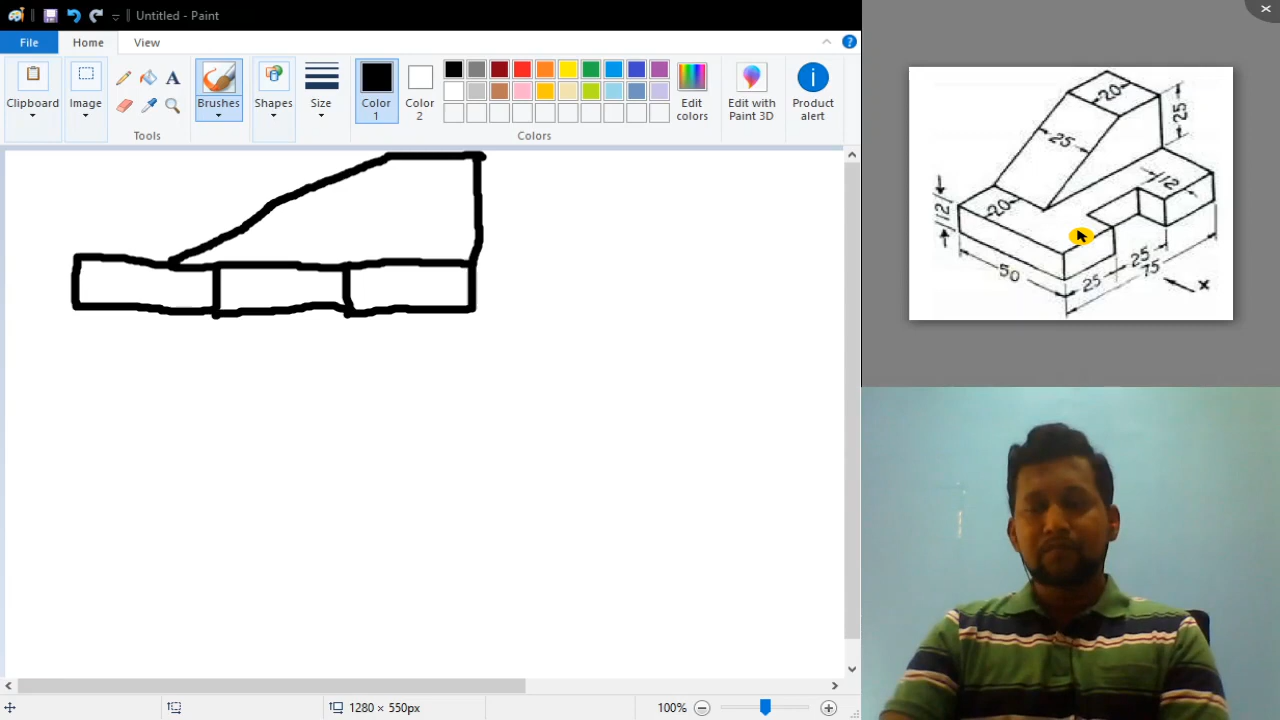 Untitled - Paint
File Home View
Clipboard
Image
Tools
Brushes
Shapes
Size
Color 1
Color 2
Colors
Edit colors
Edit with Paint 3D
Product alert
20
25
25
20
12
12
50
25
25
75
X
1280 × 550px
100%